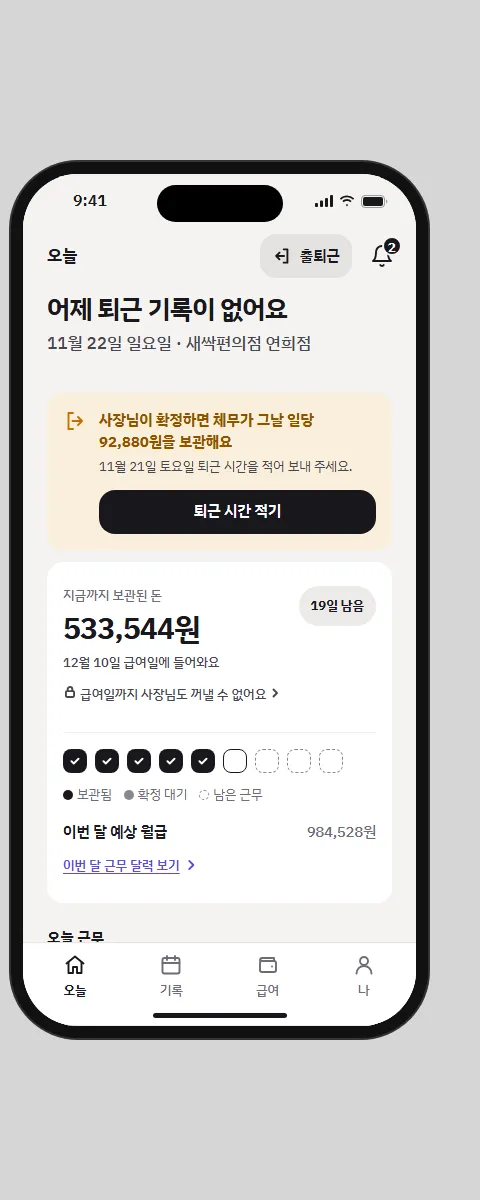 9:41
오늘
출퇴근
2
어제 퇴근 기록이 없어요
11월 22일 일요일 · 새싹편의점 연희점
사장님이 확정하면 체무가 그날 일당
92,880원을 보관해요
11월 21일 토요일 퇴근 시간을 적어 보내 주세요.
퇴근 시간 적기
지금까지 보관된 돈
19일 남음
533,544원
12월 10일 급여일에 들어와요
급여일까지 사장님도 꺼낼 수 없어요
보관됨 확정 대기 남은 근무
이번 달 예상 월급 984,528원
이번 달 근무 달력 보기
오늘 근무
오늘 기록 급여 나